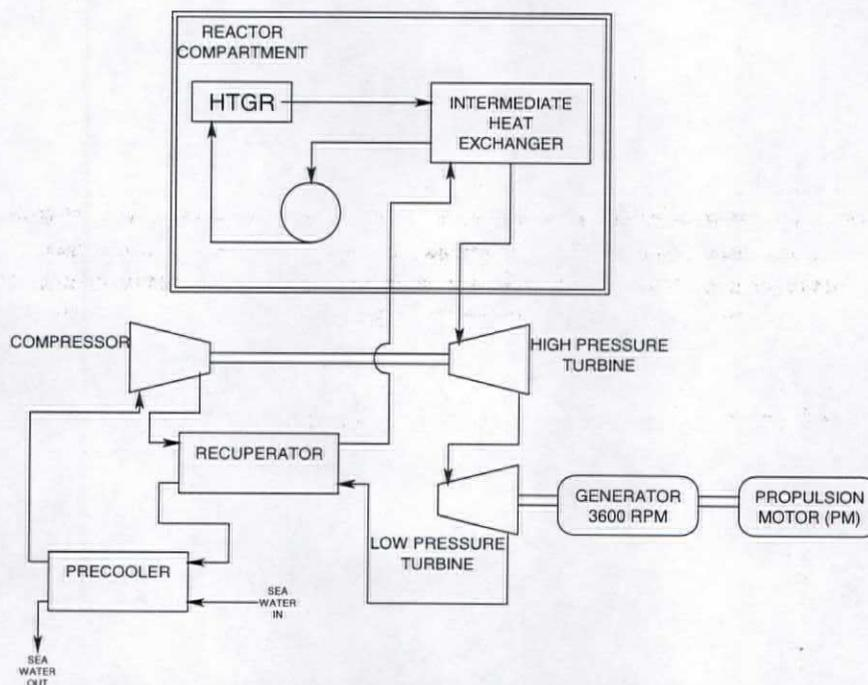 REACTOR
COMPARTMENT
HTGR
INTERMEDIATE
HEAT
EXCHANGER
COMPRESSOR
HIGH PRESSURE
TURBINE
RECUPERATOR
GENERATOR
3600 RPM
PROPULSION
MOTOR (PM)
LOW PRESSURE
TURBINE
PRECOOLER
SEA
WATER
IN
SEA
WATER
OUT